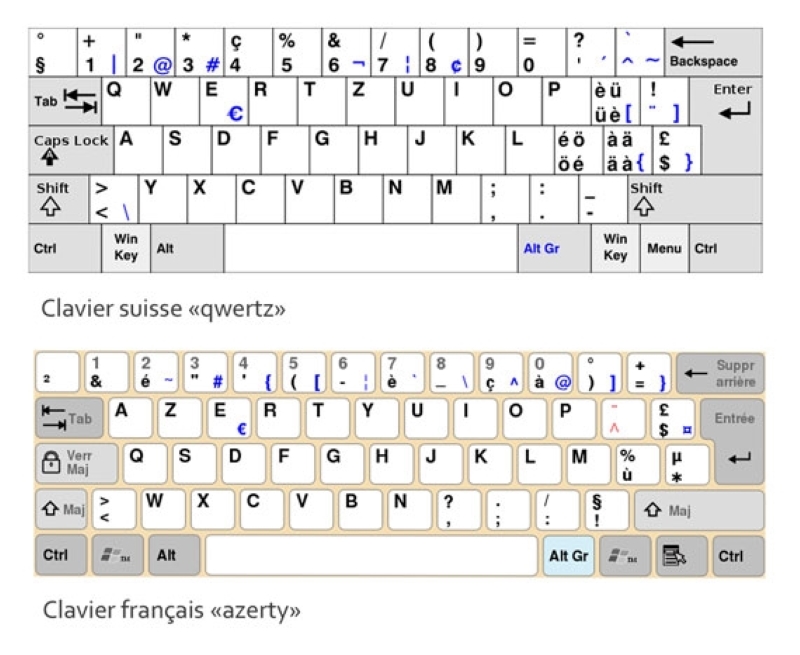 ° + " * ç % & / ( ) = ? `
§ 1 | 2 @ 3 # 4 5 6 ¬ 7 ¦ 8 ¢ 9 0 ' ´ ^ ~ Backspace
Tab Q W E R T Z U I O P è ü ! Enter
€ ü è [ ¨ ]
Caps Lock A S D F G H J K L é ö à ä £
ö é ä à { $ }
Shift > Y X C V B N M ; : _ Shift
< \ , . -
Ctrl Win Key Alt Alt Gr Win Key Menu Ctrl
Clavier suisse «qwertz»
1 2 3 4 5 6 7 8 9 0 ° + Suppr
² & é ~ " # ' { ( [ - ¦ è ` _ \ ç ^ à @ ) ] = } arrière
Tab A Z E R T Y U I O P ¨ £ Entrée
€ ^ $ ¤
Verr Maj Q S D F G H J K L M % µ
ù *
Maj > W X C V B N ? . / § Maj
< , ; : !
Ctrl TM Alt Alt Gr TM Ctrl
Clavier français «azerty»